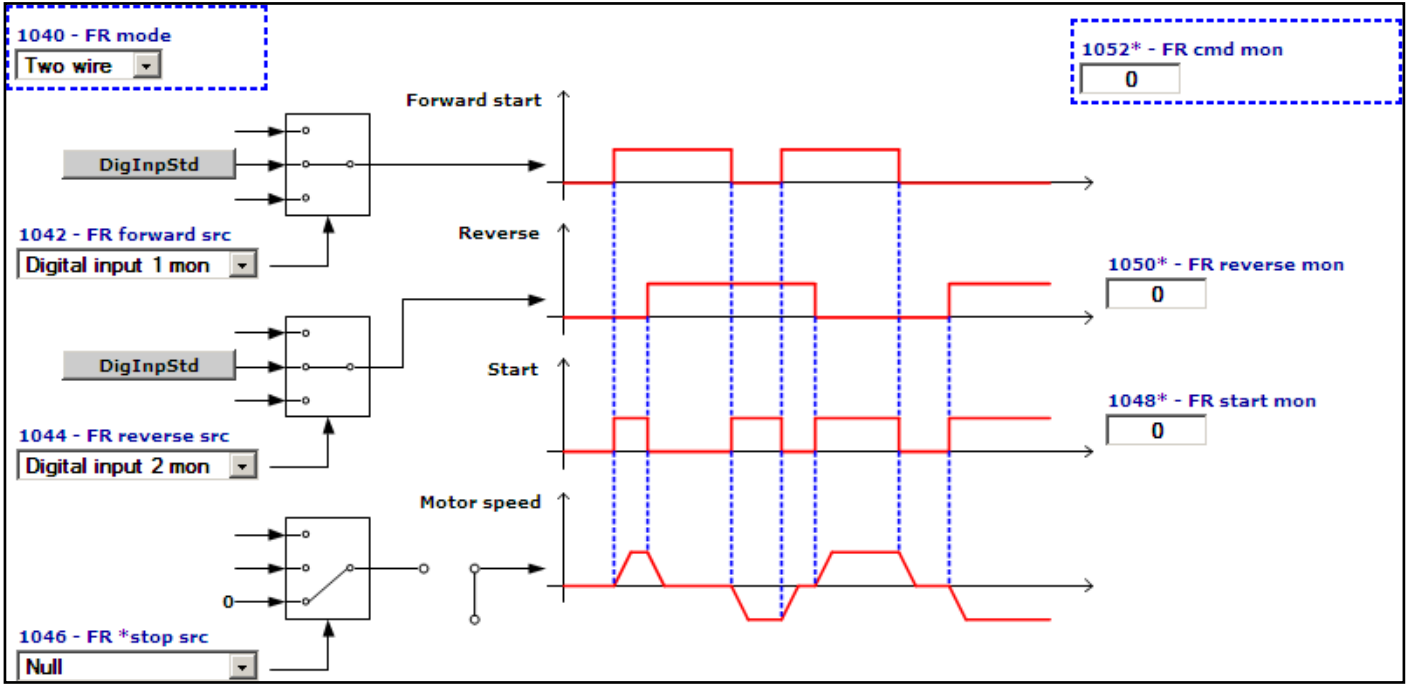 1040 - FR mode
Two wire
1052* - FR cmd mon
0
Forward start
DigInpStd
1042 - FR forward src
Digital input 1 mon
Reverse
1050* - FR reverse mon
0
DigInpStd
Start
1048* - FR start mon
0
1044 - FR reverse src
Digital input 2 mon
Motor speed
0
1046 - FR *stop src
Null